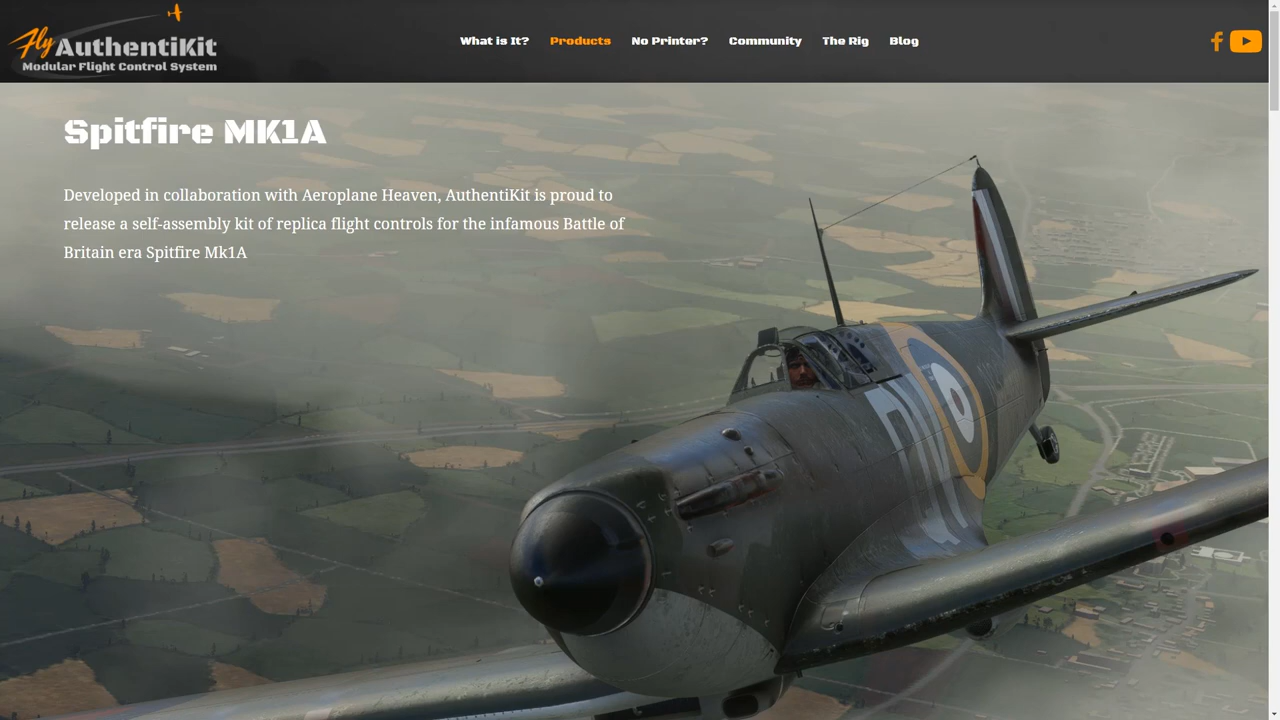 Fly AuthentiKit
Modular Flight Control System
What is It? Products No Printer? Community The Rig Blog
Spitfire MK1A
Developed in collaboration with Aeroplane Heaven, AuthentiKit is proud to
release a self-assembly kit of replica flight controls for the infamous Battle of
Britain era Spitfire Mk1A